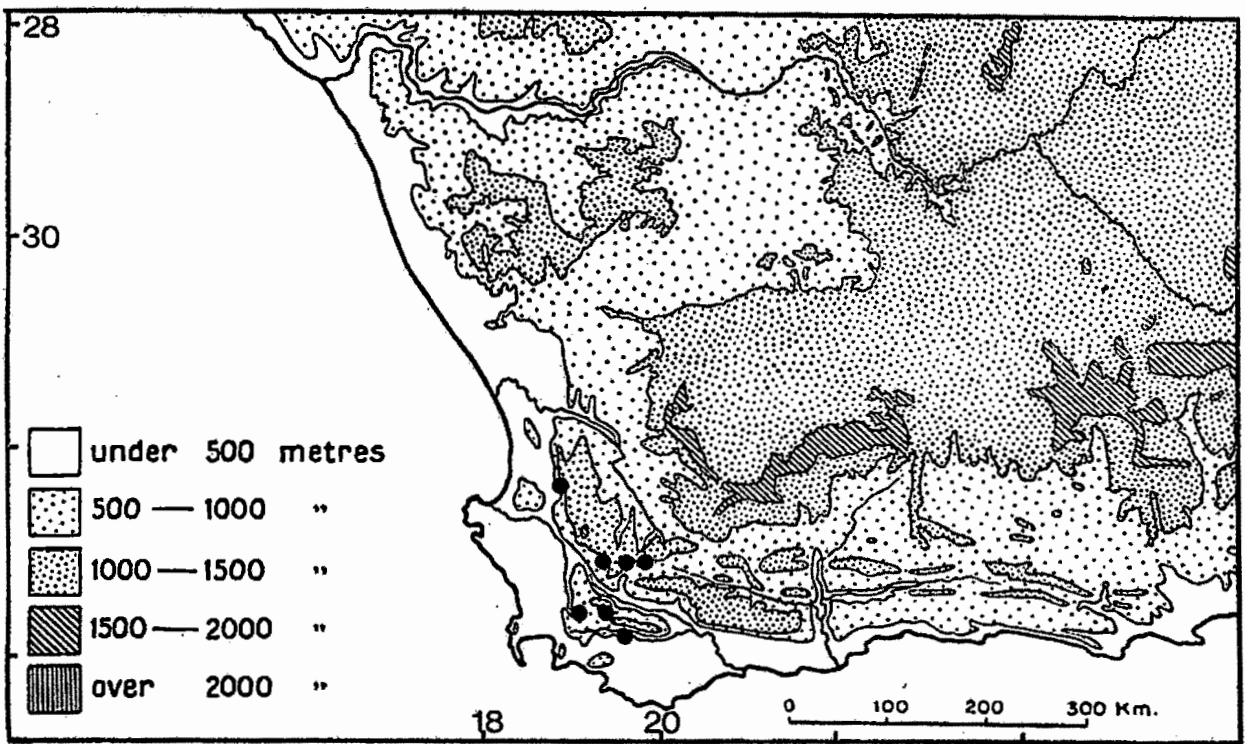 28
30
under 500 metres
500 — 1000 "
1000 — 1500 "
1500 — 2000 "
over 2000 "
18 20
0 100 200 300 Km.